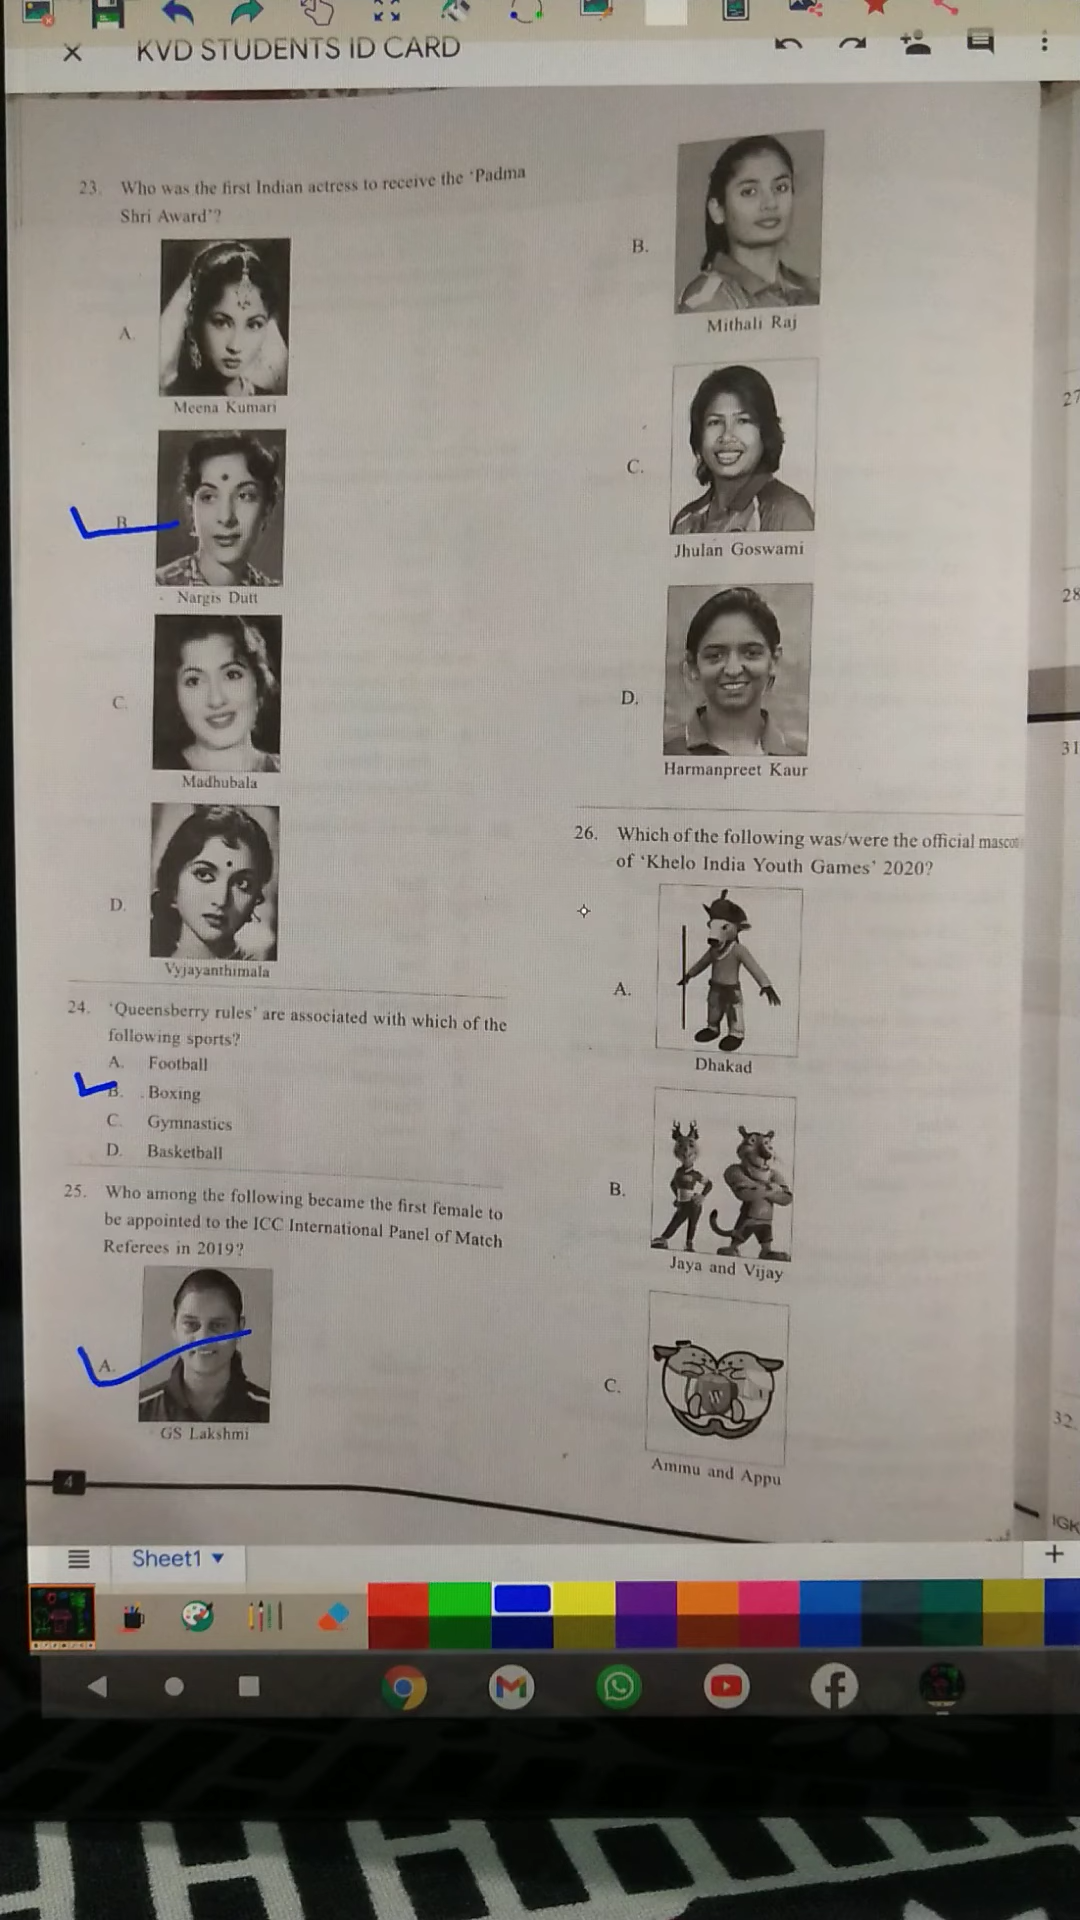 KVD STUDENTS ID CARD
23. Who was the first Indian actress to receive the 'Padma
Shri Award'?
A.
Meena Kumari
B.
Nargis Dutt
C.
Madhubala
D.
Vyjayanthimala
24. 'Queensberry rules' are associated with which of the
following sports?
A. Football
B. Boxing
C. Gymnastics
D. Basketball
25. Who among the following became the first female to
be appointed to the ICC International Panel of Match
Referees in 2019?
A.
GS Lakshmi
4
B.
Mithali Raj
C.
Jhulan Goswami
D.
Harmanpreet Kaur
26. Which of the following was/were the official mascot
of 'Khelo India Youth Games' 2020?
A.
Dhakad
B.
Jaya and Vijay
C.
Ammu and Appu
27
28
31
32.
IGK
Sheet1